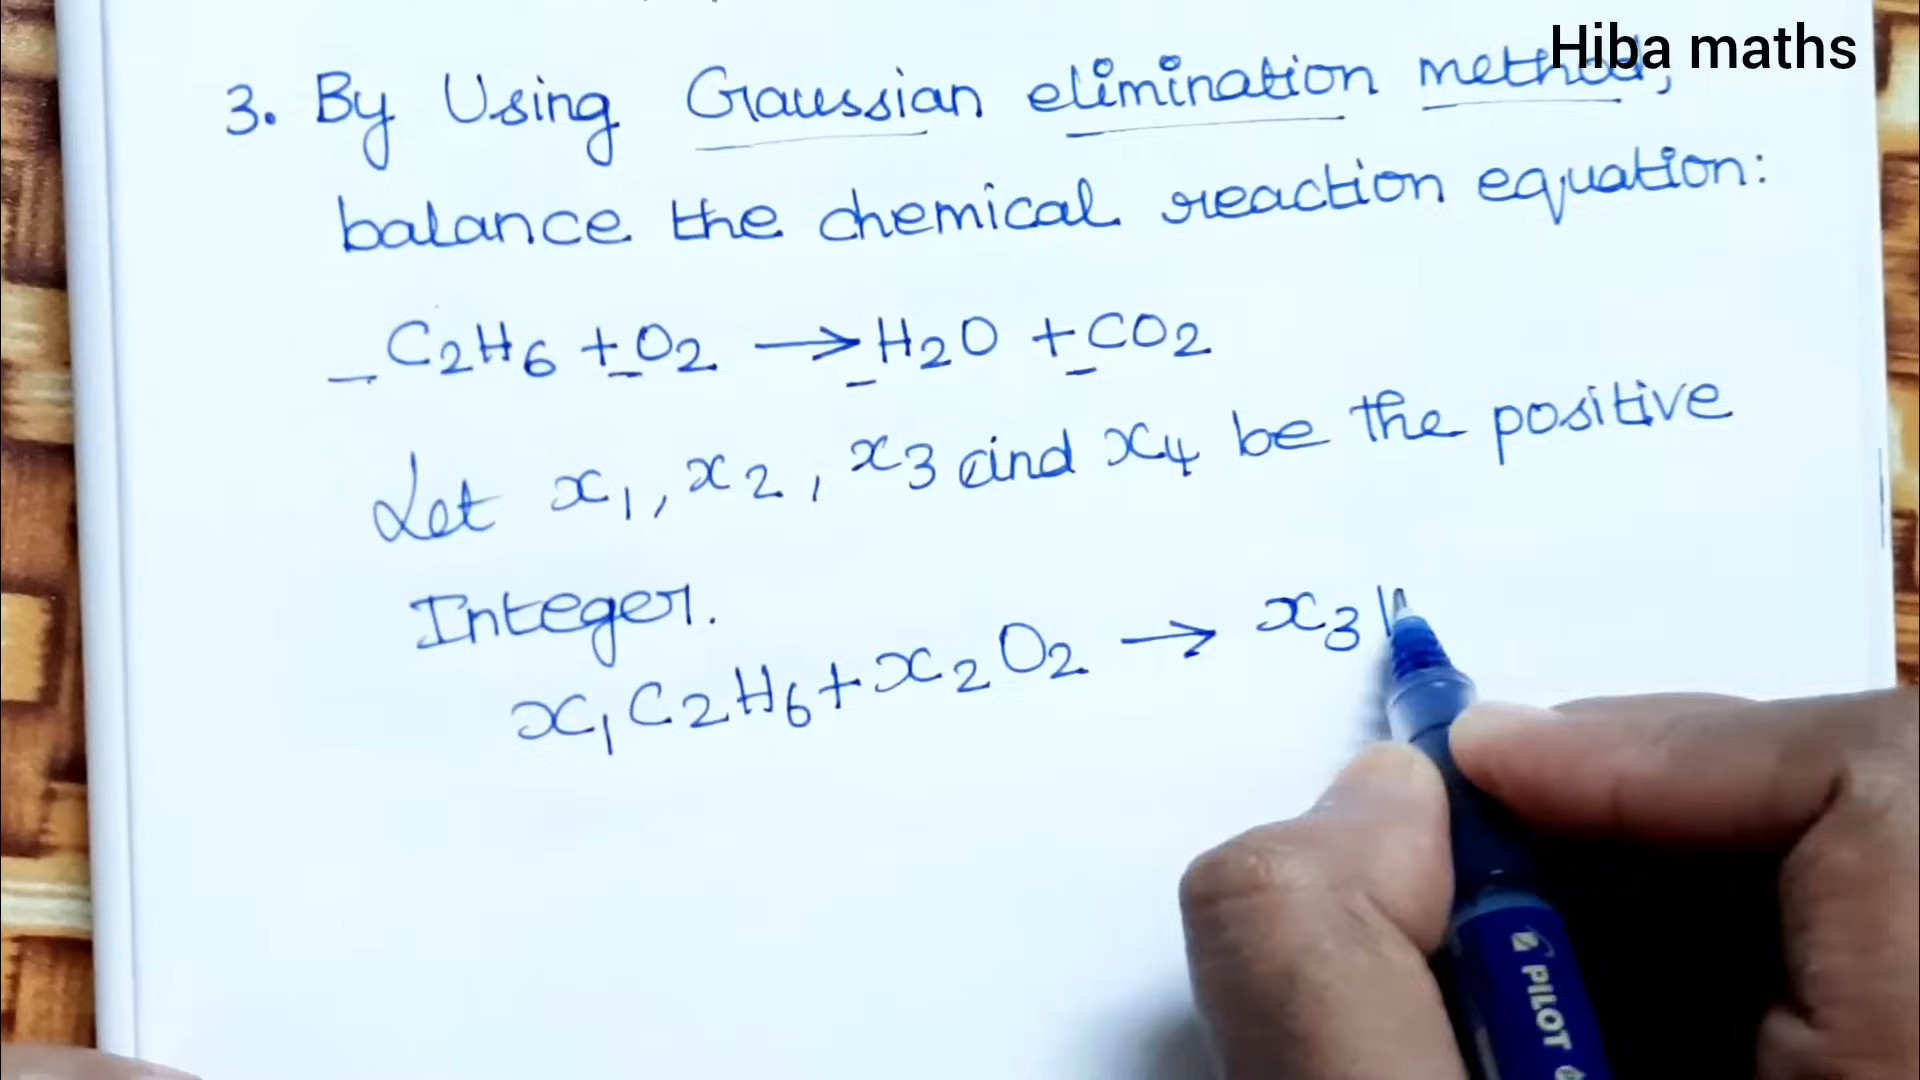 Hiba maths
3. By Using Gaussian elimination method,
balance the chemical reaction equation:
_C2H6 + _O2 → _H2O + _CO2
Let x1, x2, x3 and x4 be the positive
Integer.
x1C2H6 + x2O2 → x3
PILOT